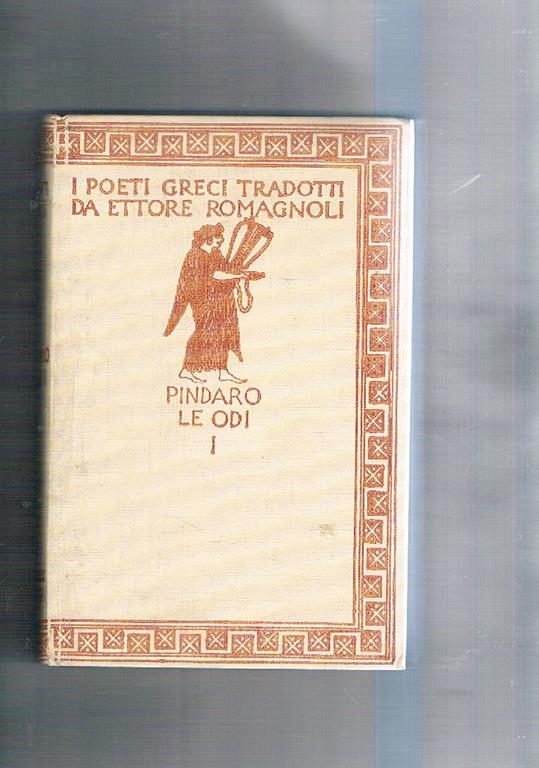 I POETI GRECI TRADOTTI
DA ETTORE ROMAGNOLI
PINDARO
LE ODI
I